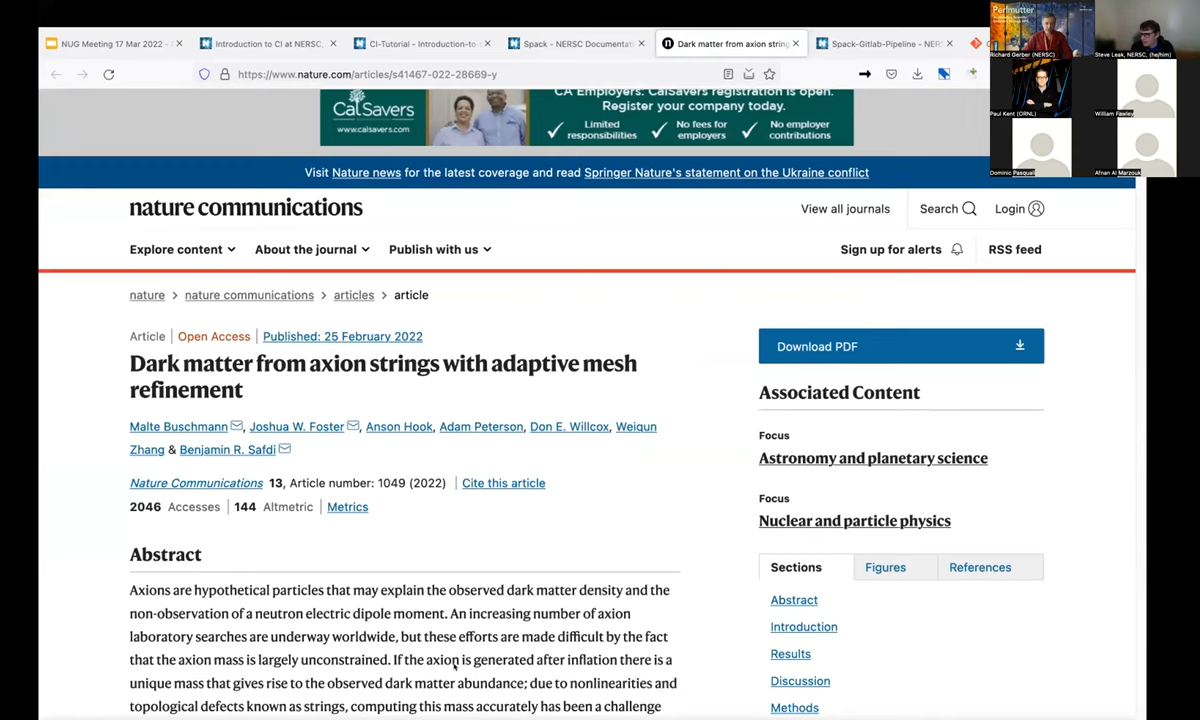 NUG Meeting 17 Mar 2022 -
Introduction to CI at NERSC,
CI-Tutorial - Introduction-to-
Spack - NERSC Documenta
Dark matter from axion string
Spack-Gitlab-Pipeline - NER
https://www.nature.com/articles/s41467-022-28669-y
Perlmutter
Richard Gerber (NERSC)
Steve Leak, NERSC, (he/him)
Paul Kent (ORNL)
William Fawley
Dominic Pasquali
Afnan Al Marzouk
CalSavers
www.calsavers.com
CA Employers: CalSavers registration is open.
Register your company today.
Limited responsibilities
No fees for employers
No employer contributions
Visit Nature news for the latest coverage and read Springer Nature's statement on the Ukraine conflict
nature communications
View all journals
Search
Login
Explore content
About the journal
Publish with us
Sign up for alerts
RSS feed
nature > nature communications > articles > article
Article | Open Access | Published: 25 February 2022
Dark matter from axion strings with adaptive mesh
refinement
Malte Buschmann, Joshua W. Foster, Anson Hook, Adam Peterson, Don E. Willcox, Weiqun
Zhang & Benjamin R. Safdi
Nature Communications 13, Article number: 1049 (2022) | Cite this article
2046 Accesses | 144 Altmetric | Metrics
Abstract
Axions are hypothetical particles that may explain the observed dark matter density and the
non-observation of a neutron electric dipole moment. An increasing number of axion
laboratory searches are underway worldwide, but these efforts are made difficult by the fact
that the axion mass is largely unconstrained. If the axion is generated after inflation there is a
unique mass that gives rise to the observed dark matter abundance; due to nonlinearities and
topological defects known as strings, computing this mass accurately has been a challenge
Download PDF
Associated Content
Focus
Astronomy and planetary science
Focus
Nuclear and particle physics
Sections
Figures
References
Abstract
Introduction
Results
Discussion
Methods